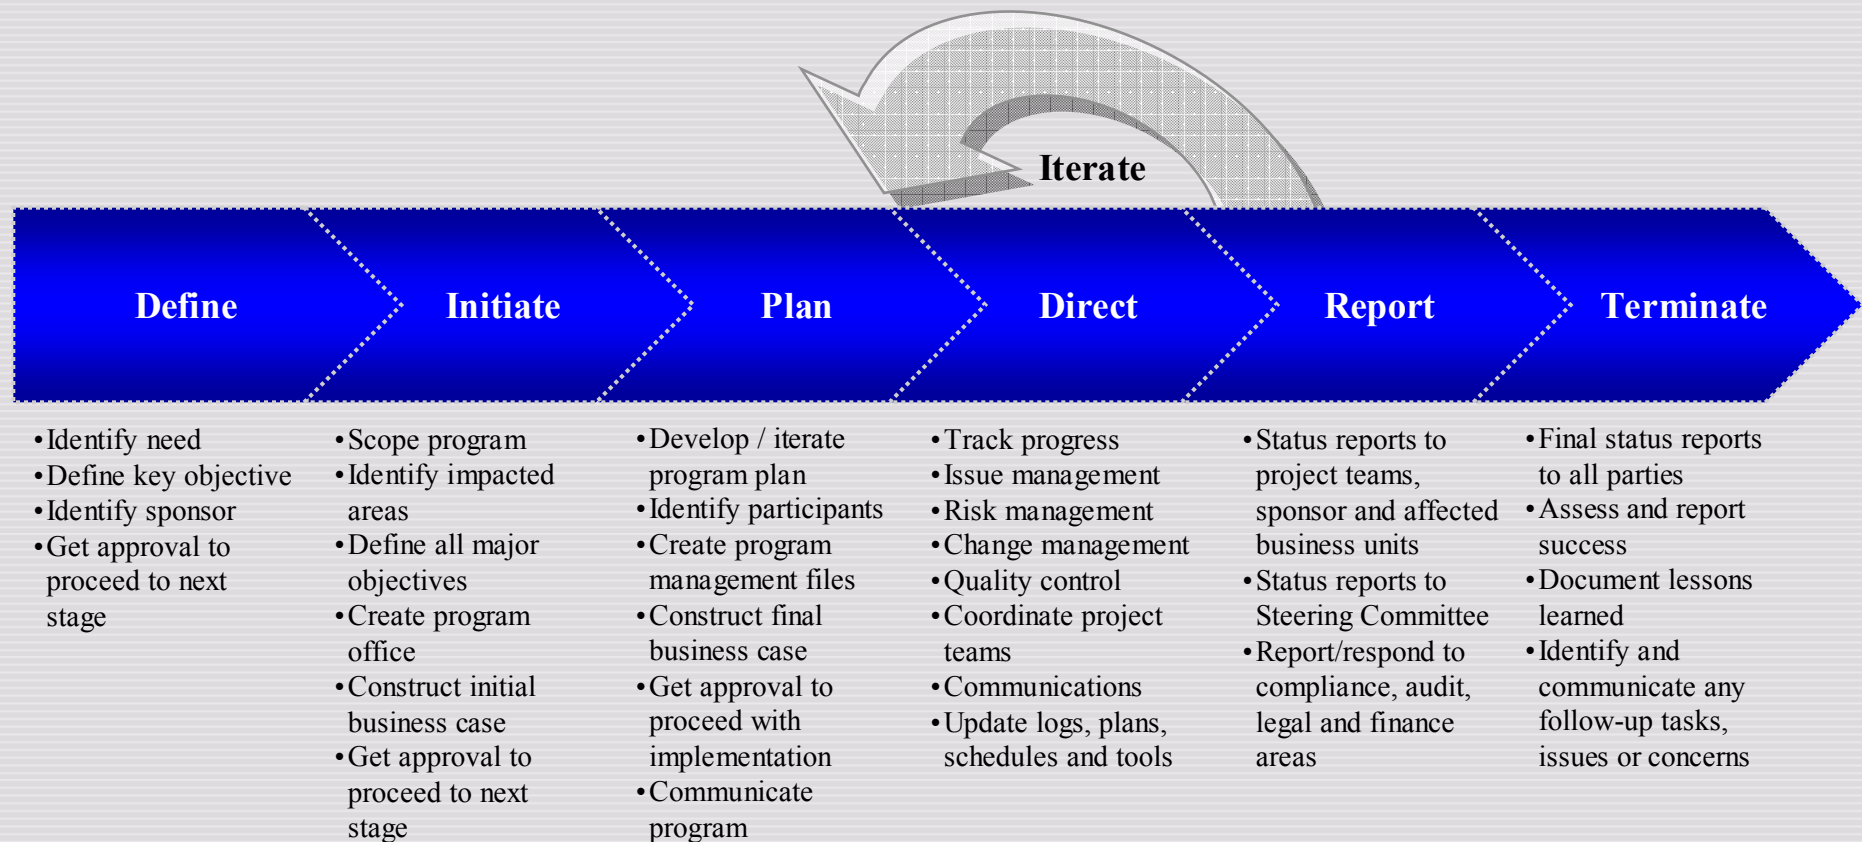 Iterate
Define
Initiate
Plan
Direct
Report
Terminate
•Identify need
•Define key objective
•Identify sponsor
•Get approval to
proceed to next
stage
•Scope program
•Identify impacted
areas
•Define all major
objectives
•Create program
office
•Construct initial
business case
•Get approval to
proceed to next
stage
•Develop / iterate
program plan
•Identify participants
•Create program
management files
•Construct final
business case
•Get approval to
proceed with
implementation
•Communicate
program
•Track progress
•Issue management
•Risk management
•Change management
•Quality control
•Coordinate project
teams
•Communications
•Update logs, plans,
schedules and tools
•Status reports to
project teams,
sponsor and affected
business units
•Status reports to
Steering Committee
•Report/respond to
compliance, audit,
legal and finance
areas
•Final status reports
to all parties
•Assess and report
success
•Document lessons
learned
•Identify and
communicate any
follow-up tasks,
issues or concerns